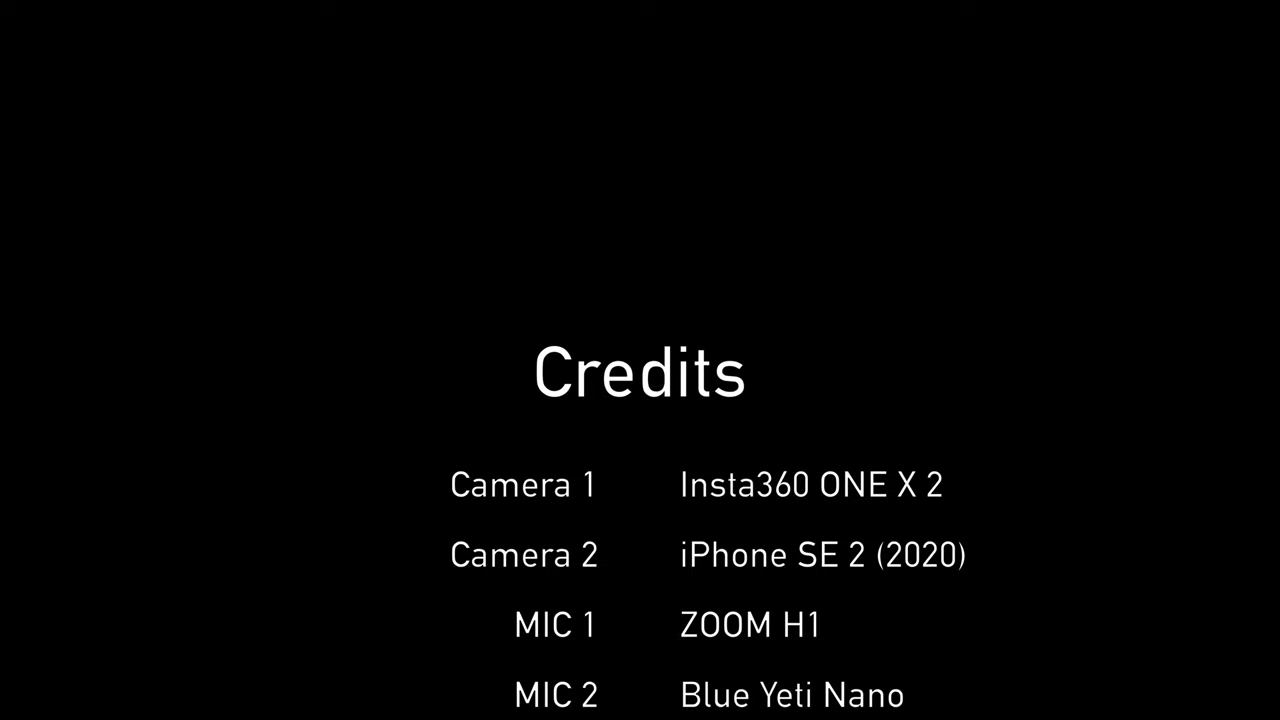 Credits
Camera 1 Insta360 ONE X 2
Camera 2 iPhone SE 2 (2020)
MIC 1 ZOOM H1
MIC 2 Blue Yeti Nano